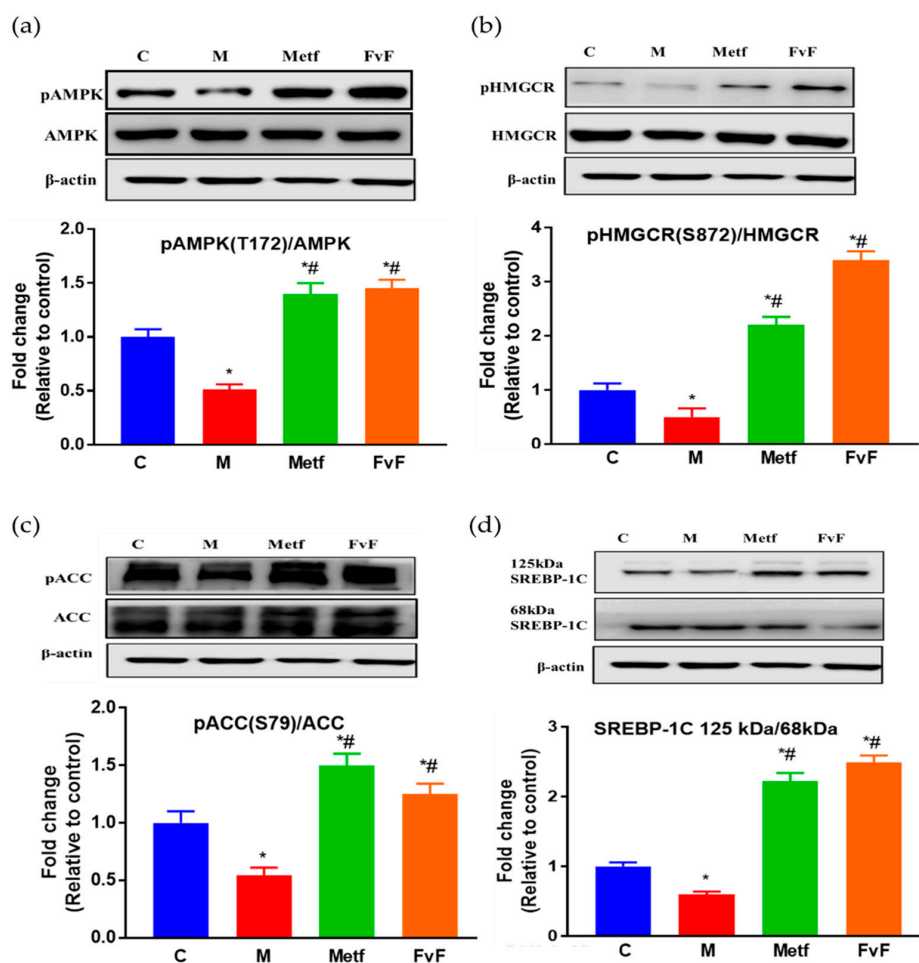 (a)
C M Metf FvF
pAMPK
AMPK
β-actin
pAMPK(T172)/AMPK
Fold change
(Relative to control)
2.0
1.5
1.0
0.5
0.0
*
*#
*#
C M Metf FvF
(b)
C M Metf FvF
pHMGCR
HMGCR
β-actin
pHMGCR(S872)/HMGCR
Fold change
(Relative to control)
4
3
2
1
0
*
*#
*#
C M Metf FvF
(c)
C M Metf FvF
pACC
ACC
β-actin
pACC(S79)/ACC
Fold change
(Relative to control)
2.0
1.5
1.0
0.5
0.0
*
*#
*#
C M Metf FvF
(d)
C M Metf FvF
125kDa
SREBP-1C
68kDa
SREBP-1C
β-actin
SREBP-1C 125 kDa/68kDa
Fold change
(Relative to control)
3
2
1
0
*
*#
*#
C M Metf FvF